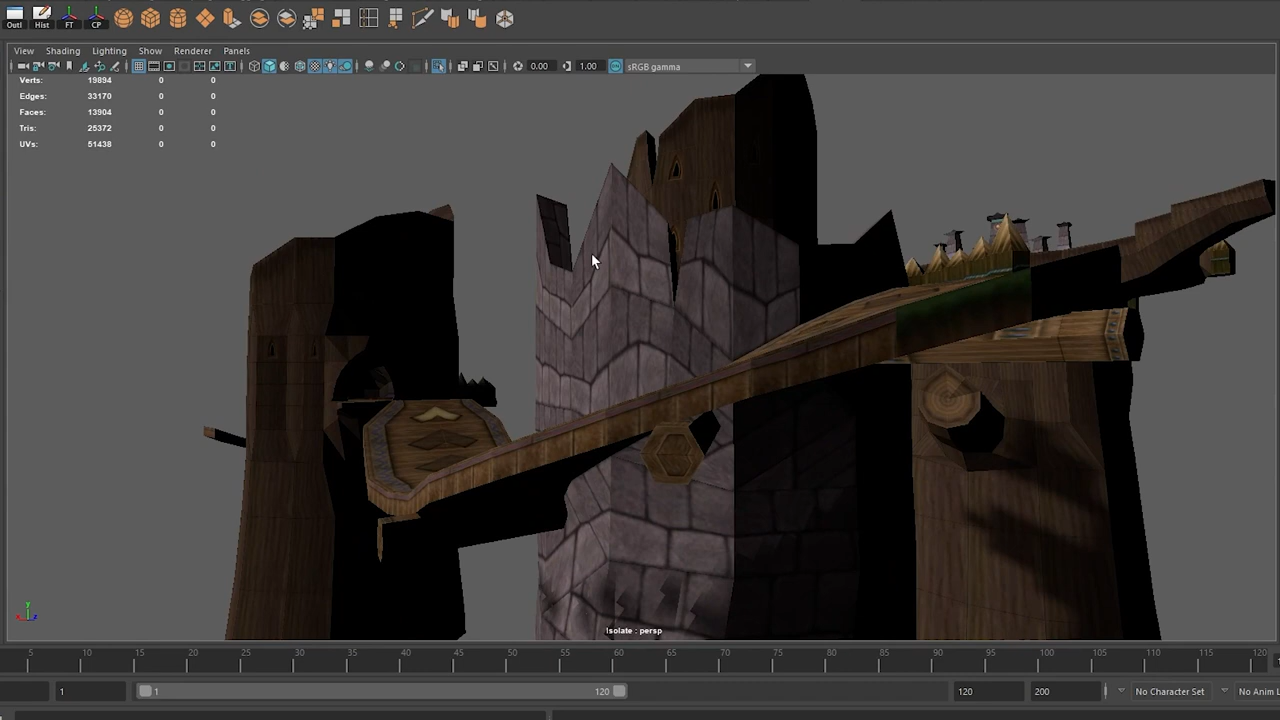 Outl Hist FT CP
View Shading Lighting Show Renderer Panels
0.00 1.00 sRGB gamma
Verts: 19894 0 0
Edges: 33170 0 0
Faces: 13904 0 0
Tris: 25372 0 0
UVs: 51438 0 0
Isolate : persp
5 10 15 20 25 30 35 40 45 50 55 60 65 70 75 80 85 90 95 100 105 110 115 120
1 1 120 120 200 No Character Set No Anim L